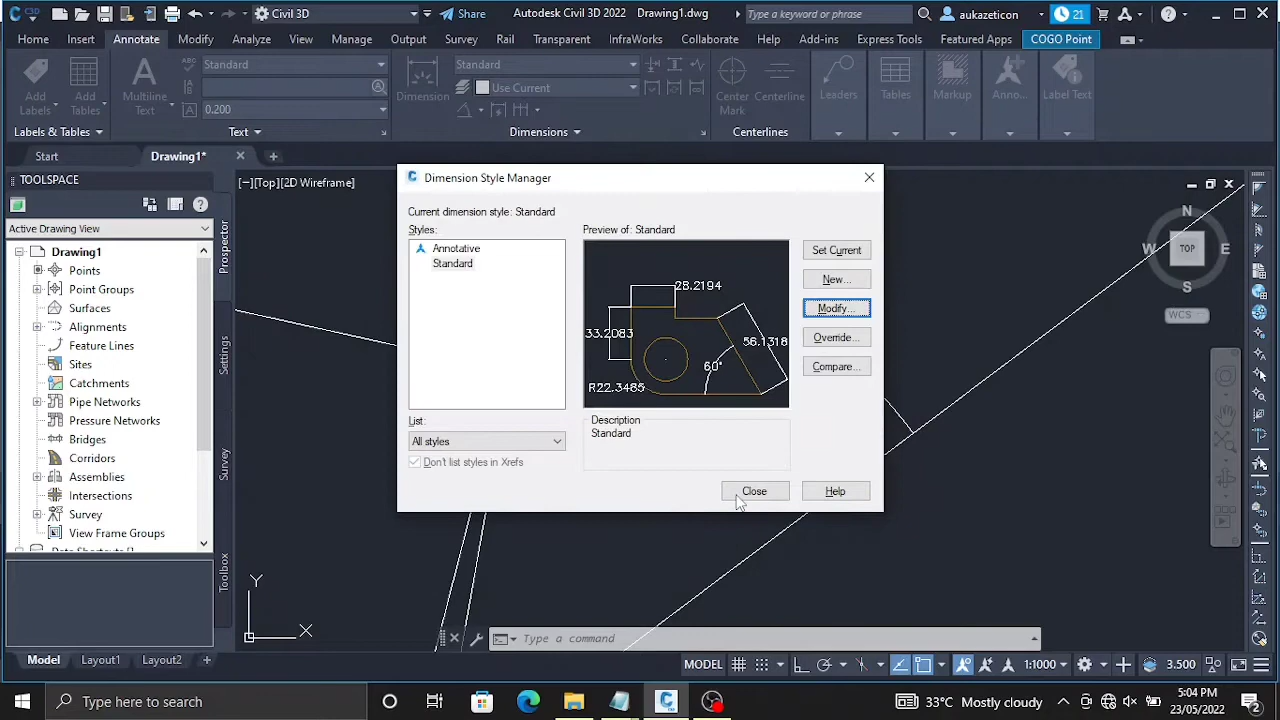 Civil 3D
Share
Autodesk Civil 3D 2022 Drawing1.dwg
Type a keyword or phrase
aukazeticon
21
Home
Insert
Annotate
Modify
Analyze
View
Manage
Output
Survey
Rail
Transparent
InfraWorks
Collaborate
Help
Add-ins
Express Tools
Featured Apps
COGO Point
Add Labels
Add Tables
Multiline Text
Standard
0.200
Dimension
Standard
Use Current
Center Mark
Centerline
Leaders
Tables
Markup
Anno...
Label Text
Labels & Tables
Text
Dimensions
Centerlines
Start
Drawing1*
TOOLSPACE
[−][Top][2D Wireframe]
Active Drawing View
Drawing1
Points
Point Groups
Surfaces
Alignments
Feature Lines
Sites
Catchments
Pipe Networks
Pressure Networks
Bridges
Corridors
Assemblies
Intersections
Survey
View Frame Groups
Data Shortcuts []
Prospector
Settings
Survey
Toolbox
Dimension Style Manager
Current dimension style: Standard
Styles:
Annotative
Standard
Preview of: Standard
28.2194
33.2083
56.1318
60°
R22.3485
Set Current
New...
Modify...
Override...
Compare...
List:
All styles
Don't list styles in Xrefs
Description
Standard
Close
Help
N
W
TOP
E
S
WCS
Y
X
Type a command
Model
Layout1
Layout2
MODEL
1:1000
3.500
Type here to search
33°C Mostly cloudy
5:04 PM
23/05/2022
2